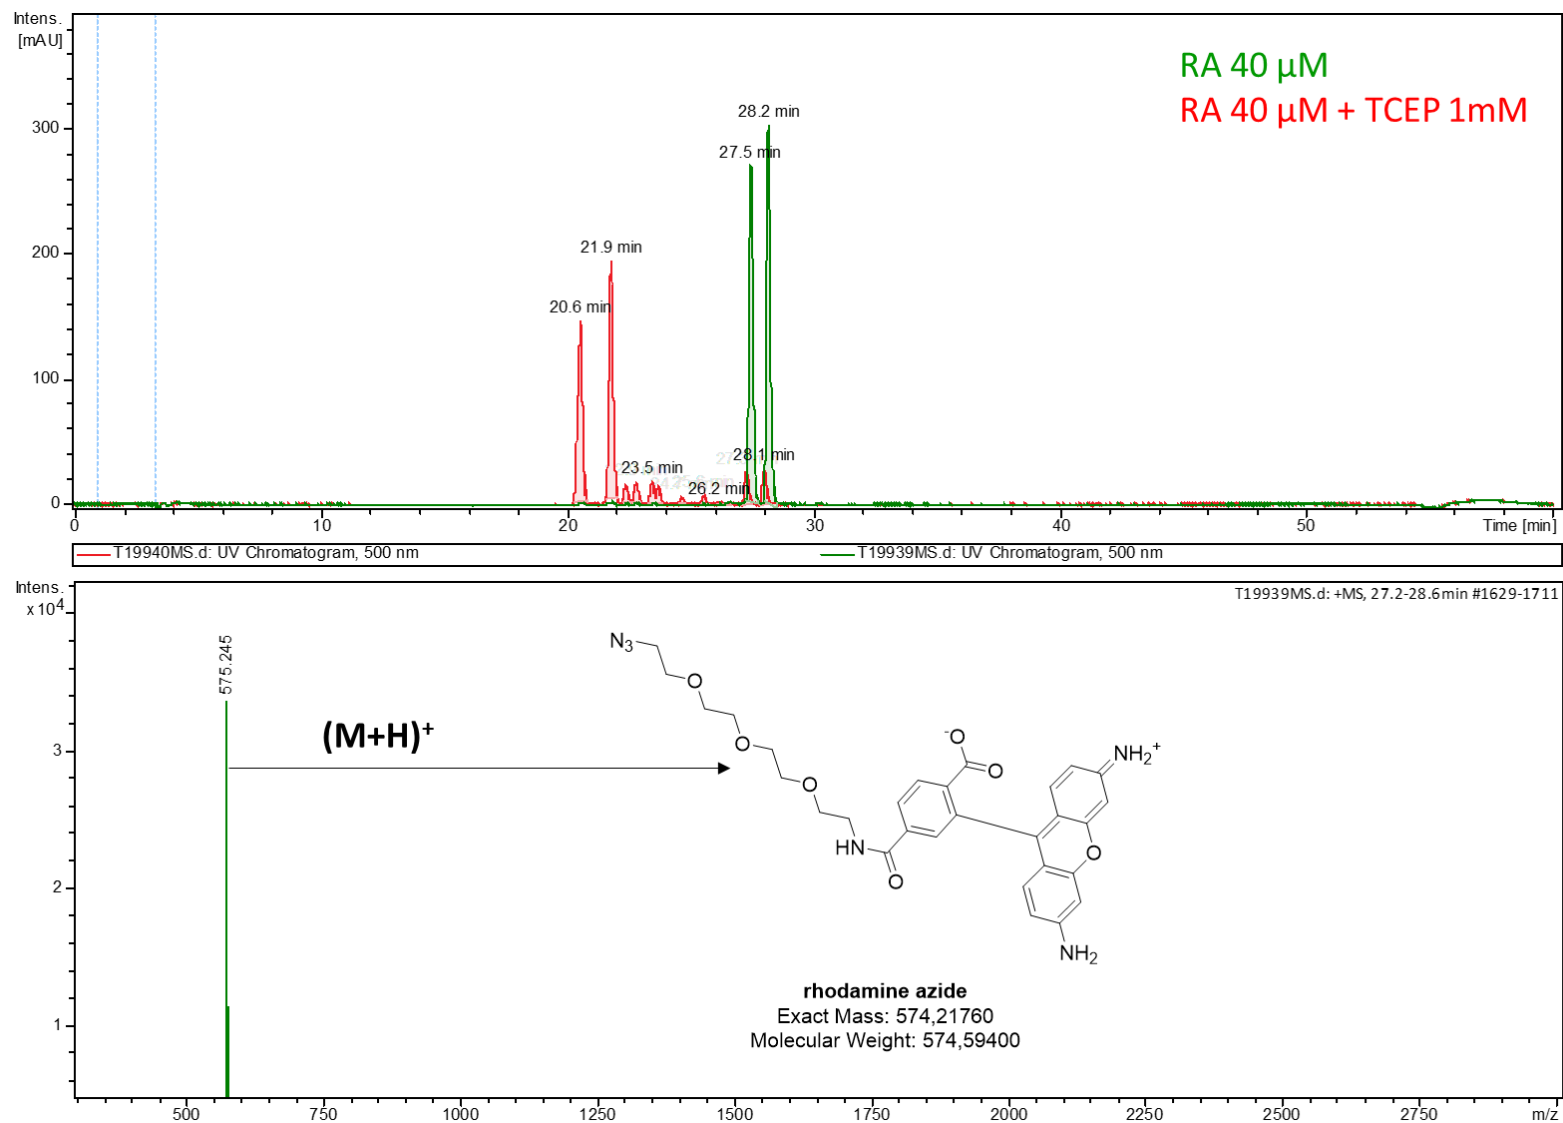 Intens.
[mAU]
RA 40 µM
RA 40 µM + TCEP 1mM
300
200
100
0
28.2 min
27.5 min
21.9 min
20.6 min
23.5 min
28.1 min
26.2 min
0 10 20 30 40 50 Time [min]
T19940MS.d: UV Chromatogram, 500 nm T19939MS.d: UV Chromatogram, 500 nm
Intens.
x10⁴
T19939MS.d: +MS, 27.2-28.6min #1629-1711
575.245
(M+H)⁺
3
2
1
N₃
O
O
O
HN
O
⁻O
O
NH₂⁺
O
NH₂
rhodamine azide
Exact Mass: 574,21760
Molecular Weight: 574,59400
500 750 1000 1250 1500 1750 2000 2250 2500 2750 m/z